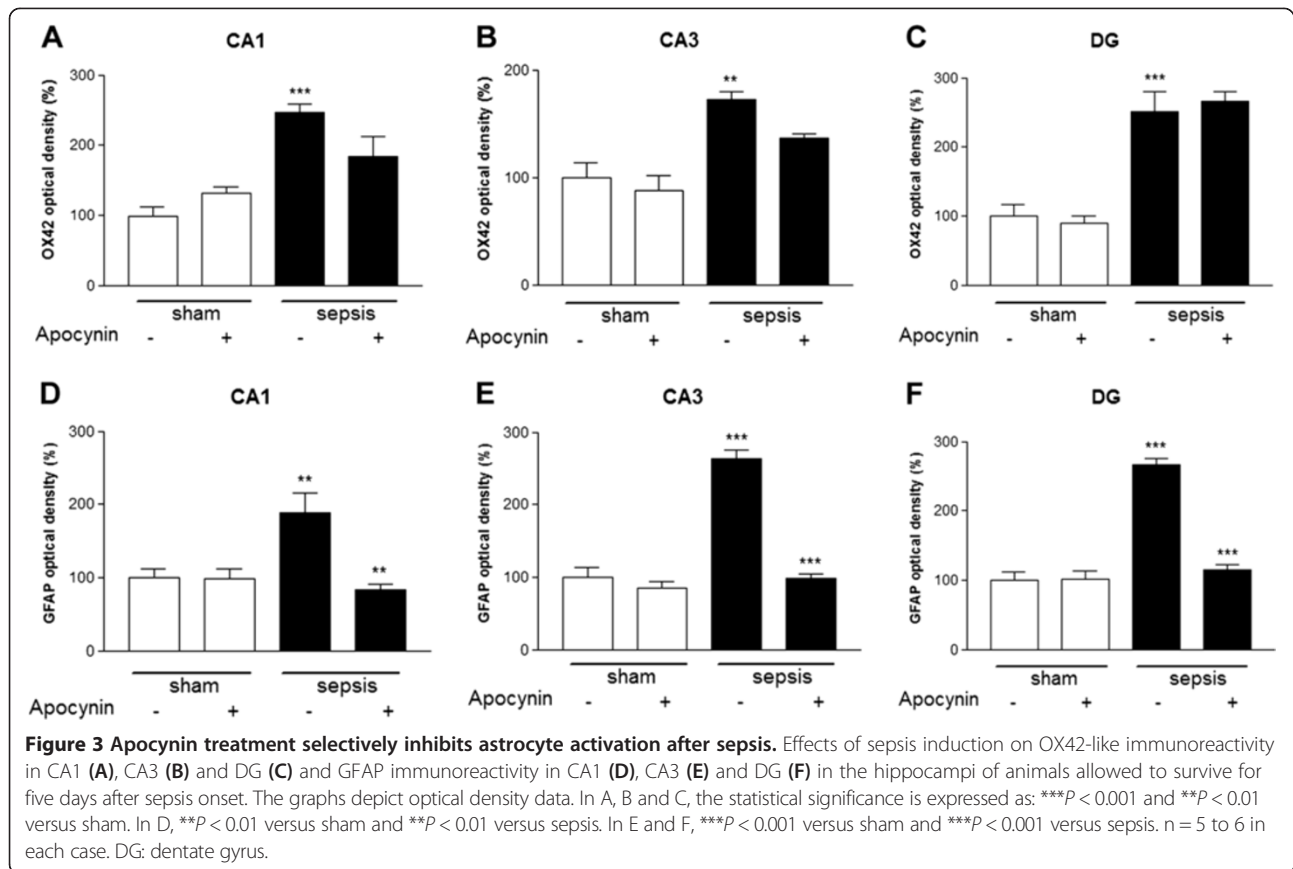 A
CA1
OX42 optical density (%)
300
200
100
0
***
sham
sepsis
Apocynin
-
+
-
+
B
CA3
OX42 optical density (%)
200
100
0
**
sham
sepsis
Apocynin
-
+
-
+
C
DG
OX42 optical density (%)
300
200
100
0
***
sham
sepsis
Apocynin
-
+
-
+
D
CA1
GFAP optical density (%)
300
200
100
0
**
**
sham
sepsis
Apocynin
-
+
-
+
E
CA3
GFAP optical density (%)
300
200
100
0
***
***
sham
sepsis
Apocynin
-
+
-
+
F
DG
GFAP optical density (%)
300
200
100
0
***
***
sham
sepsis
Apocynin
-
+
-
+
Figure 3 Apocynin treatment selectively inhibits astrocyte activation after sepsis. Effects of sepsis induction on OX42-like immunoreactivity
in CA1 (A), CA3 (B) and DG (C) and GFAP immunoreactivity in CA1 (D), CA3 (E) and DG (F) in the hippocampi of animals allowed to survive for
five days after sepsis onset. The graphs depict optical density data. In A, B and C, the statistical significance is expressed as: ***P < 0.001 and **P < 0.01
versus sham. In D, **P < 0.01 versus sham and **P < 0.01 versus sepsis. In E and F, ***P < 0.001 versus sham and ***P < 0.001 versus sepsis. n = 5 to 6 in
each case. DG: dentate gyrus.